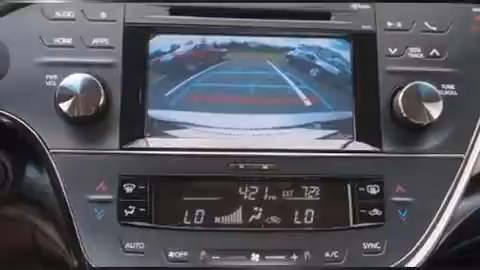 AUDIO
HOME APPS
PWR
VOL
SEEK
TRACK
TUNE
SCROLL
4:21 PM EXT 72°
LO LO
AUTO OFF A/C SYNC